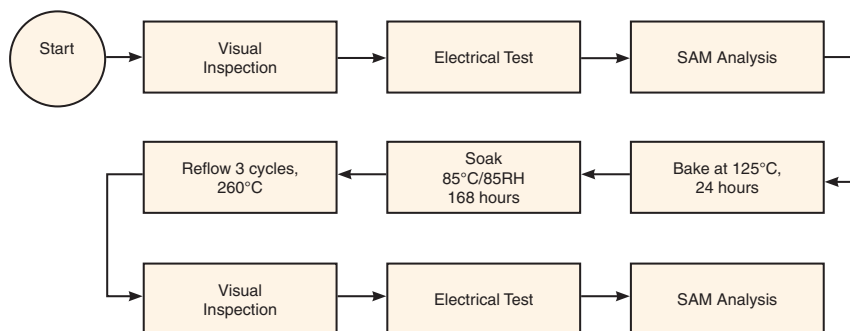 Start
Visual
Inspection
Electrical Test
SAM Analysis
Bake at 125°C,
24 hours
Soak
85°C/85RH
168 hours
Reflow 3 cycles,
260°C
Visual
Inspection
Electrical Test
SAM Analysis